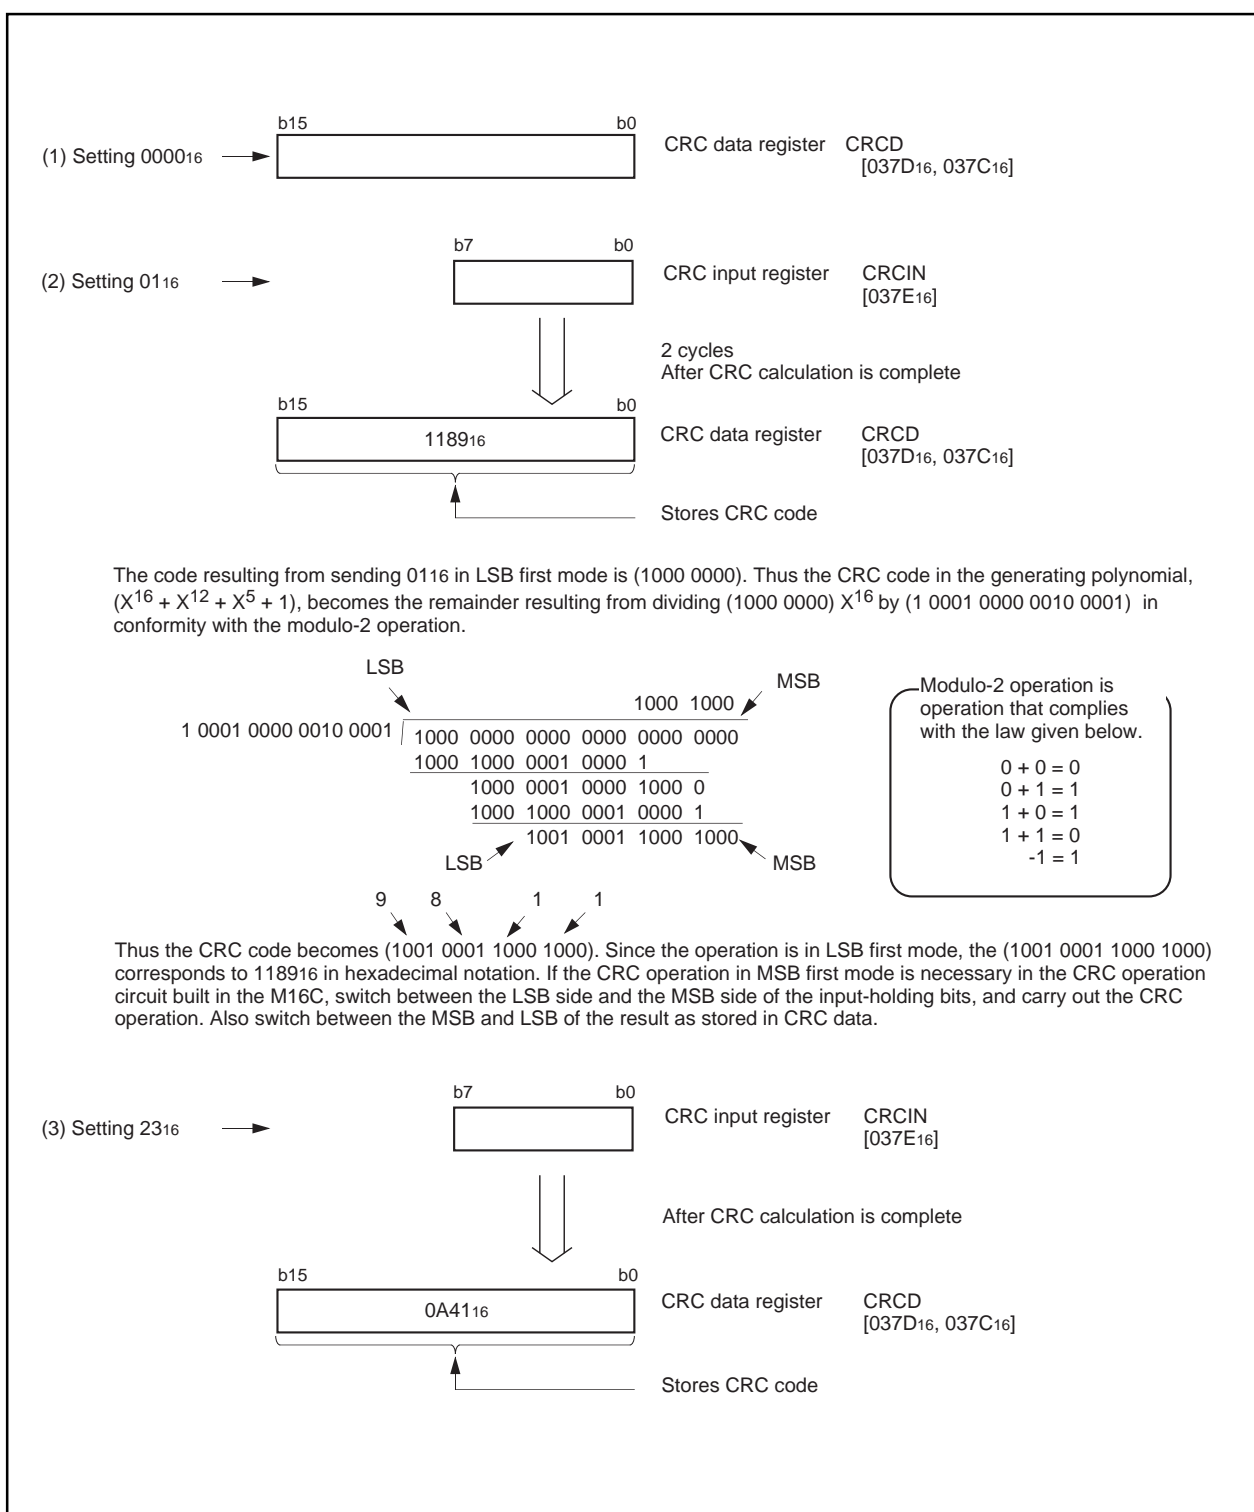 b15 b0
(1) Setting 000016 CRC data register CRCD
[037D16, 037C16]
b7 b0
(2) Setting 0116 CRC input register CRCIN
[037E16]
2 cycles
After CRC calculation is complete
b15 b0
118916 CRC data register CRCD
[037D16, 037C16]
Stores CRC code
The code resulting from sending 0116 in LSB first mode is (1000 0000). Thus the CRC code in the generating polynomial,
(X16 + X12 + X5 + 1), becomes the remainder resulting from dividing (1000 0000) X16 by (1 0001 0000 0010 0001) in
conformity with the modulo-2 operation.
LSB MSB
1000 1000
1 0001 0000 0010 0001 1000 0000 0000 0000 0000 0000
1000 1000 0001 0000 1
1000 0001 0000 1000 0
1000 1000 0001 0000 1
1001 0001 1000 1000
LSB MSB
Modulo-2 operation is
operation that complies
with the law given below.
0 + 0 = 0
0 + 1 = 1
1 + 0 = 1
1 + 1 = 0
-1 = 1
9 8 1 1
Thus the CRC code becomes (1001 0001 1000 1000). Since the operation is in LSB first mode, the (1001 0001 1000 1000)
corresponds to 118916 in hexadecimal notation. If the CRC operation in MSB first mode is necessary in the CRC operation
circuit built in the M16C, switch between the LSB side and the MSB side of the input-holding bits, and carry out the CRC
operation. Also switch between the MSB and LSB of the result as stored in CRC data.
b7 b0
(3) Setting 2316 CRC input register CRCIN
[037E16]
After CRC calculation is complete
b15 b0
0A4116 CRC data register CRCD
[037D16, 037C16]
Stores CRC code